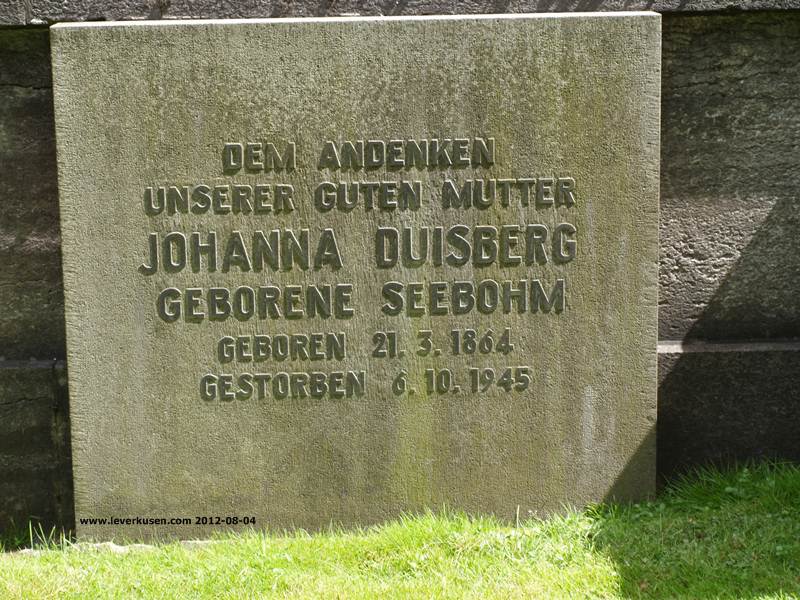 DEM ANDENKEN
UNSERER GUTEN MUTTER
JOHANNA DUISBERG
GEBORENE SEEBOHM
GEBOREN 21. 3. 1864
GESTORBEN 6. 10. 1945
www.leverkusen.com 2012-08-04